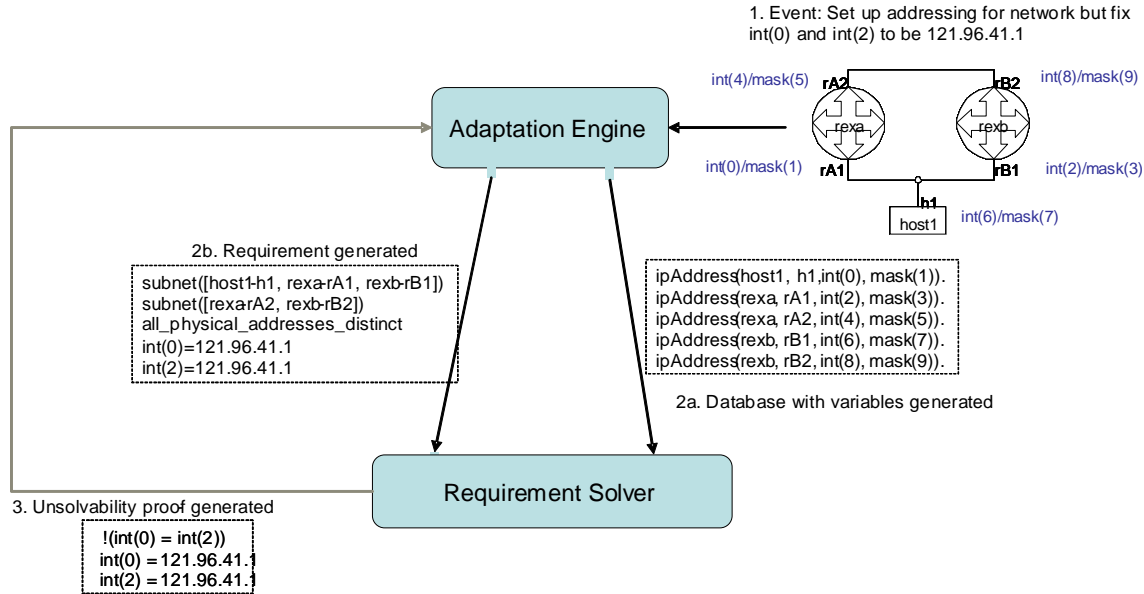 1. Event: Set up addressing for network but fix
int(0) and int(2) to be 121.96.41.1
int(4)/mask(5)
rA2
rB2
int(8)/mask(9)
Adaptation Engine
rexa
rexb
int(0)/mask(1)
rA1
rB1
int(2)/mask(3)
h1
host1
int(6)/mask(7)
2b. Requirement generated
subnet([host1-h1, rexa-rA1, rexb-rB1])
subnet([rexa-rA2, rexb-rB2])
all_physical_addresses_distinct
int(0)=121.96.41.1
int(2)=121.96.41.1
ipAddress(host1, h1,int(0), mask(1)).
ipAddress(rexa, rA1, int(2), mask(3)).
ipAddress(rexa, rA2, int(4), mask(5)).
ipAddress(rexb, rB1, int(6), mask(7)).
ipAddress(rexb, rB2, int(8), mask(9)).
2a. Database with variables generated
Requirement Solver
3. Unsolvability proof generated
!(int(0) = int(2))
int(0) = 121.96.41.1
int(2) = 121.96.41.1